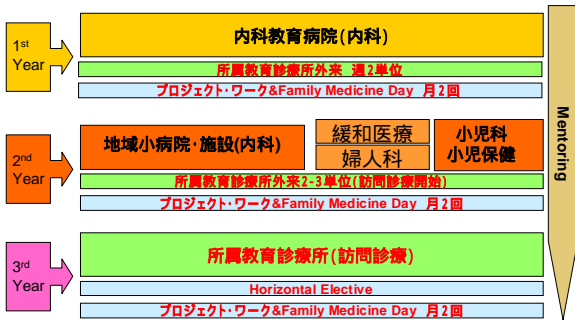 1st
Year
内科教育病院(内科)
所属教育診療所外来 週2単位
プロジェクト・ワーク&Family Medicine Day 月2回
2nd
Year
地域小病院・施設(内科)
緩和医療
婦人科
小児科
小児保健
所属教育診療所外来2-3単位(訪問診療開始)
プロジェクト・ワーク&Family Medicine Day 月2回
3rd
Year
所属教育診療所(訪問診療)
Horizontal Elective
プロジェクト・ワーク&Family Medicine Day 月2回
Mentoring